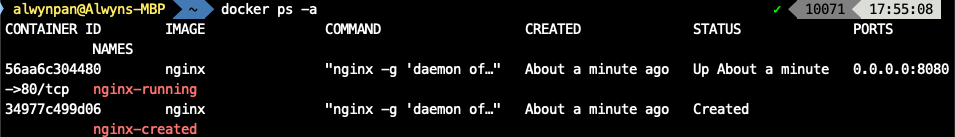 alwynpan@Alwyns-MBP ~ docker ps -a ✓ 10071 17:55:08
CONTAINER ID IMAGE COMMAND CREATED STATUS PORTS
NAMES
56aa6c304480 nginx "nginx -g 'daemon of…" About a minute ago Up About a minute 0.0.0.0:8080
->80/tcp nginx-running
34977c499d06 nginx "nginx -g 'daemon of…" About a minute ago Created
nginx-created